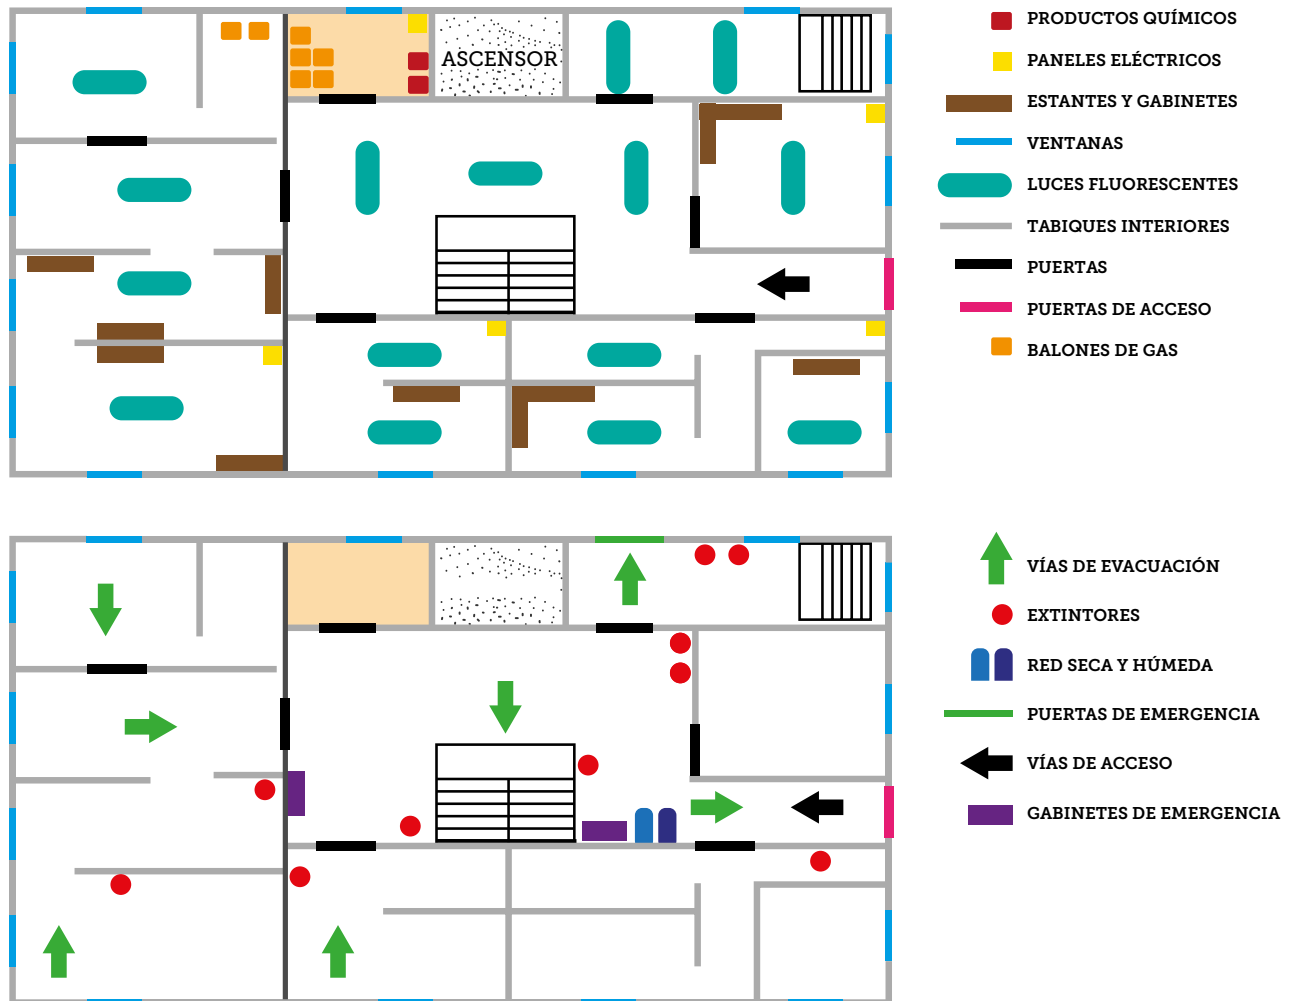 ASCENSOR
PRODUCTOS QUÍMICOS
PANELES ELÉCTRICOS
ESTANTES Y GABINETES
VENTANAS
LUCES FLUORESCENTES
TABIQUES INTERIORES
PUERTAS
PUERTAS DE ACCESO
BALONES DE GAS
VÍAS DE EVACUACIÓN
EXTINTORES
RED SECA Y HÚMEDA
PUERTAS DE EMERGENCIA
VÍAS DE ACCESO
GABINETES DE EMERGENCIA